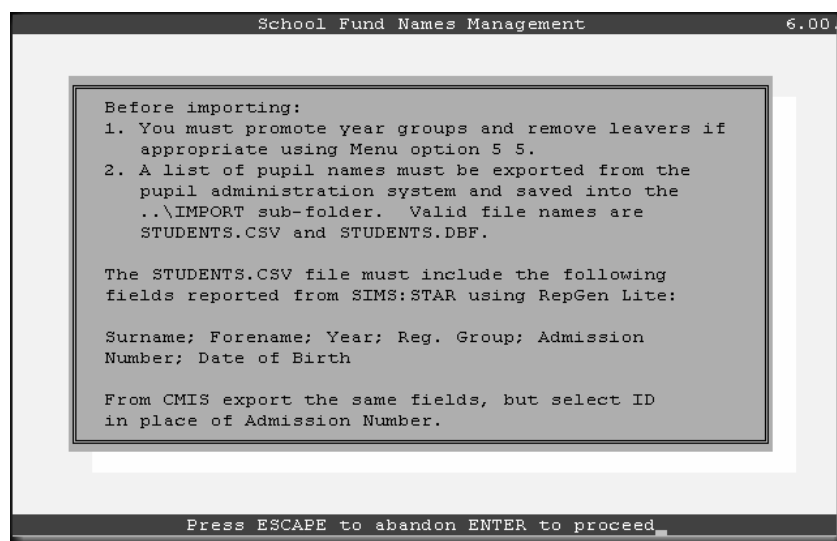 School Fund Names Management 6.00.
Before importing:
1. You must promote year groups and remove leavers if
appropriate using Menu option 5 5.
2. A list of pupil names must be exported from the
pupil administration system and saved into the
..\IMPORT sub-folder. Valid file names are
STUDENTS.CSV and STUDENTS.DBF.
The STUDENTS.CSV file must include the following
fields reported from SIMS:STAR using RepGen Lite:
Surname; Forename; Year; Reg. Group; Admission
Number; Date of Birth
From CMIS export the same fields, but select ID
in place of Admission Number.
Press ESCAPE to abandon ENTER to proceed_